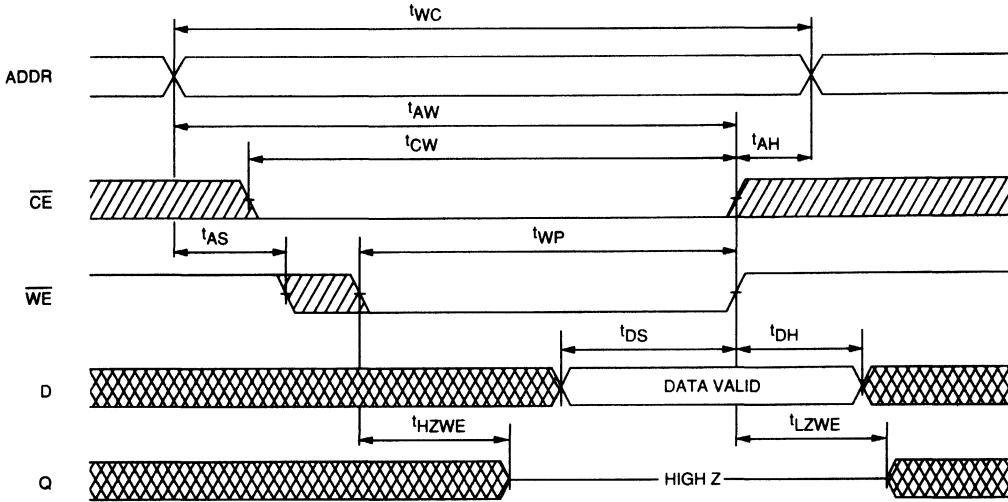 tWC
ADDR
tAW
tCW
tAH
CE
tAS
tWP
WE
tDS
tDH
D
DATA VALID
tHZWE
tLZWE
Q
HIGH Z